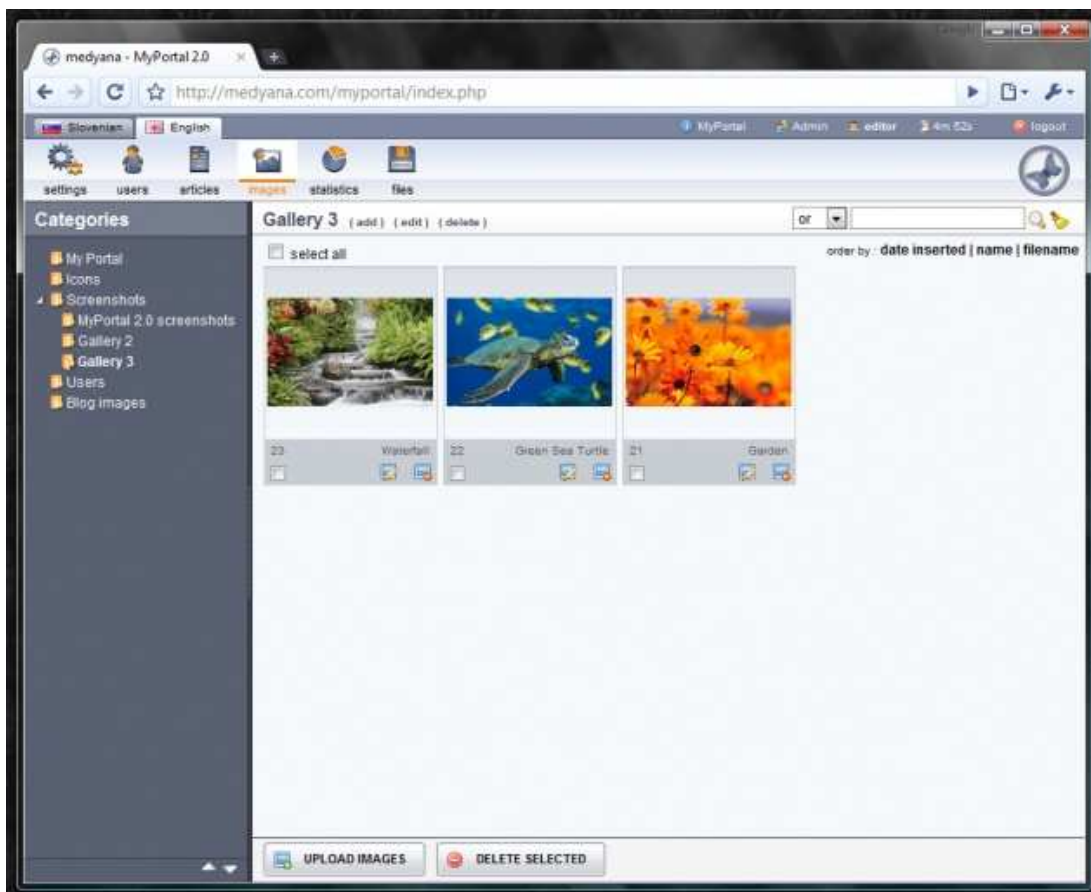 medyana - MyPortal 2.0
http://medyana.com/myportal/index.php
Slovenian English MyPortal Admin editor 4m 52s logout
settings users articles images statistics files
Categories
My Portal
Icons
Screenshots
MyPortal 2.0 screenshots
Gallery 2
Gallery 3
Users
Blog images
Gallery 3 (add) (edit) (delete)
or
select all
order by : date inserted | name | filename
23 Waterfall
22 Green Sea Turtle
21 Garden
UPLOAD IMAGES
DELETE SELECTED